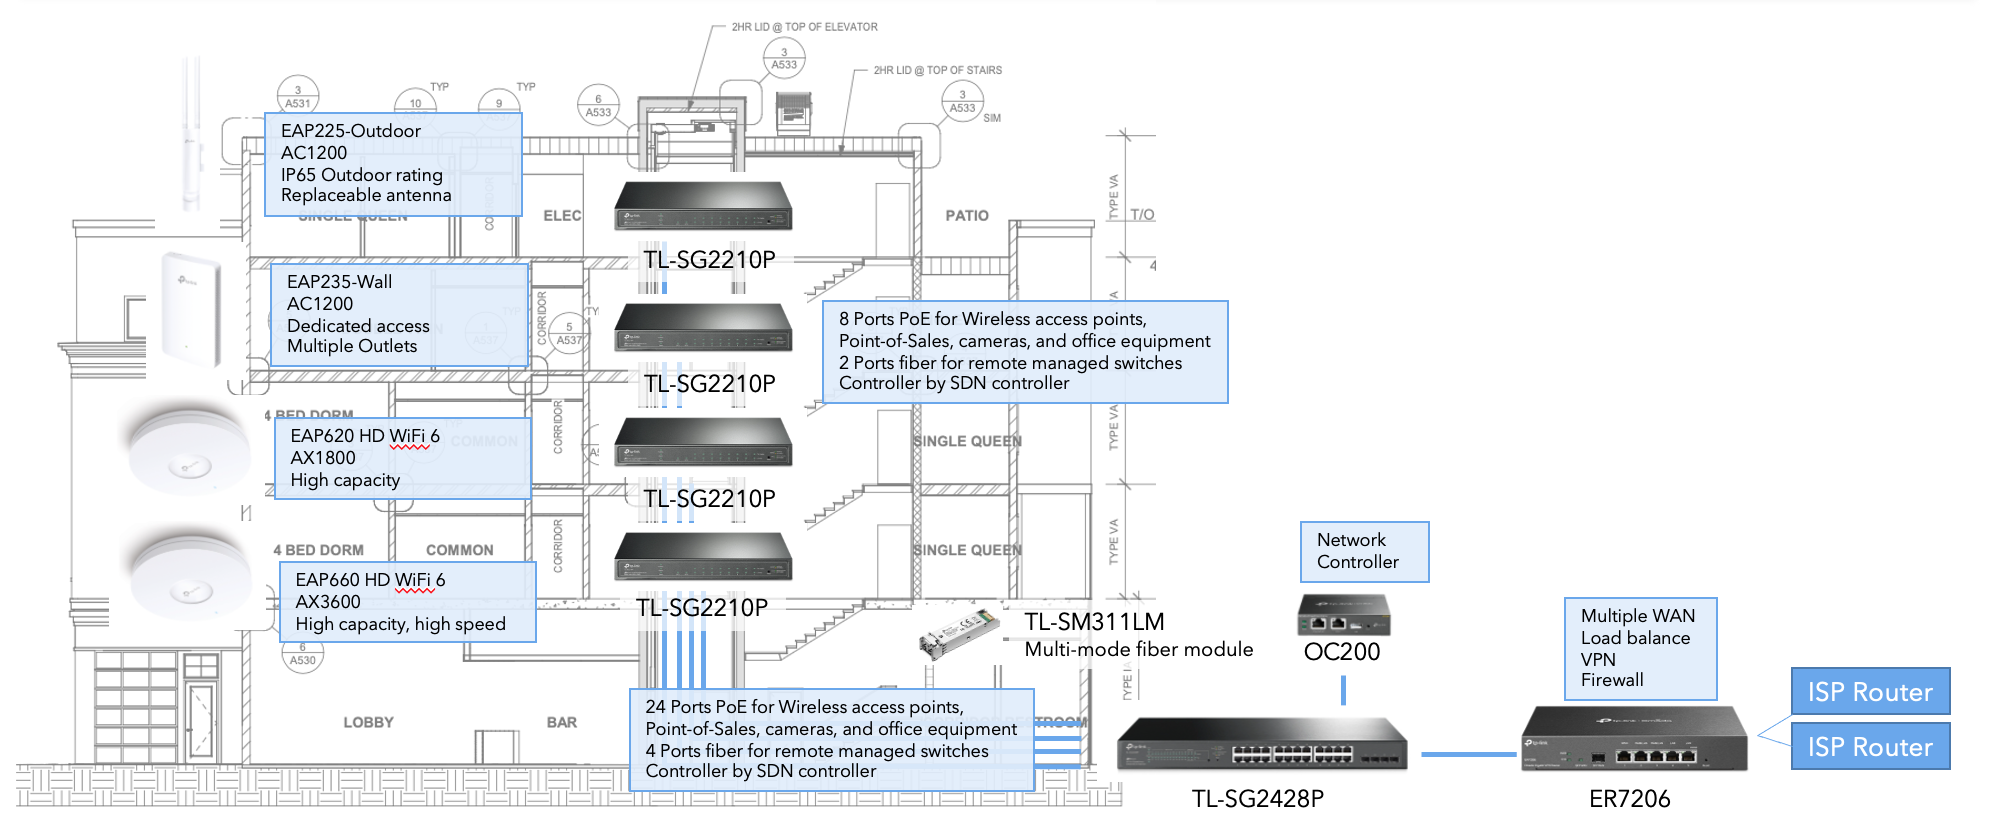 2HR LID @ TOP OF ELEVATOR
3
A533
2HR LID @ TOP OF STAIRS
3
A531
TYP
10
TYP
9
6
A533
3
A533
SIM
EAP225-Outdoor
AC1200
IP65 Outdoor rating
Replaceable antenna
SINGLE QUEEN
CORRIDOR
ELEC
PATIO
TYPE VA
T/O
TL-SG2210P
4
EAP235-Wall
AC1200
Dedicated access
Multiple Outlets
CORRIDOR
TY
5
A537
8 Ports PoE for Wireless access points,
Point-of-Sales, cameras, and office equipment
2 Ports fiber for remote managed switches
Controller by SDN controller
TL-SG2210P
4 BED DORM
EAP620 HD WiFi 6
AX1800
High capacity
COMMON
CORRIDOR
SINGLE QUEEN
TYPE VA
TL-SG2210P
4 BED DORM
COMMON
CORRIDOR
SINGLE QUEEN
TYPE VA
EAP660 HD WiFi 6
AX3600
High capacity, high speed
TL-SG2210P
6
A530
TL-SM311LM
Multi-mode fiber module
Network
Controller
OC200
Multiple WAN
Load balance
VPN
Firewall
ISP Router
ISP Router
LOBBY
BAR
24 Ports PoE for Wireless access points,
Point-of-Sales, cameras, and office equipment
4 Ports fiber for remote managed switches
Controller by SDN controller
TL-SG2428P
ER7206